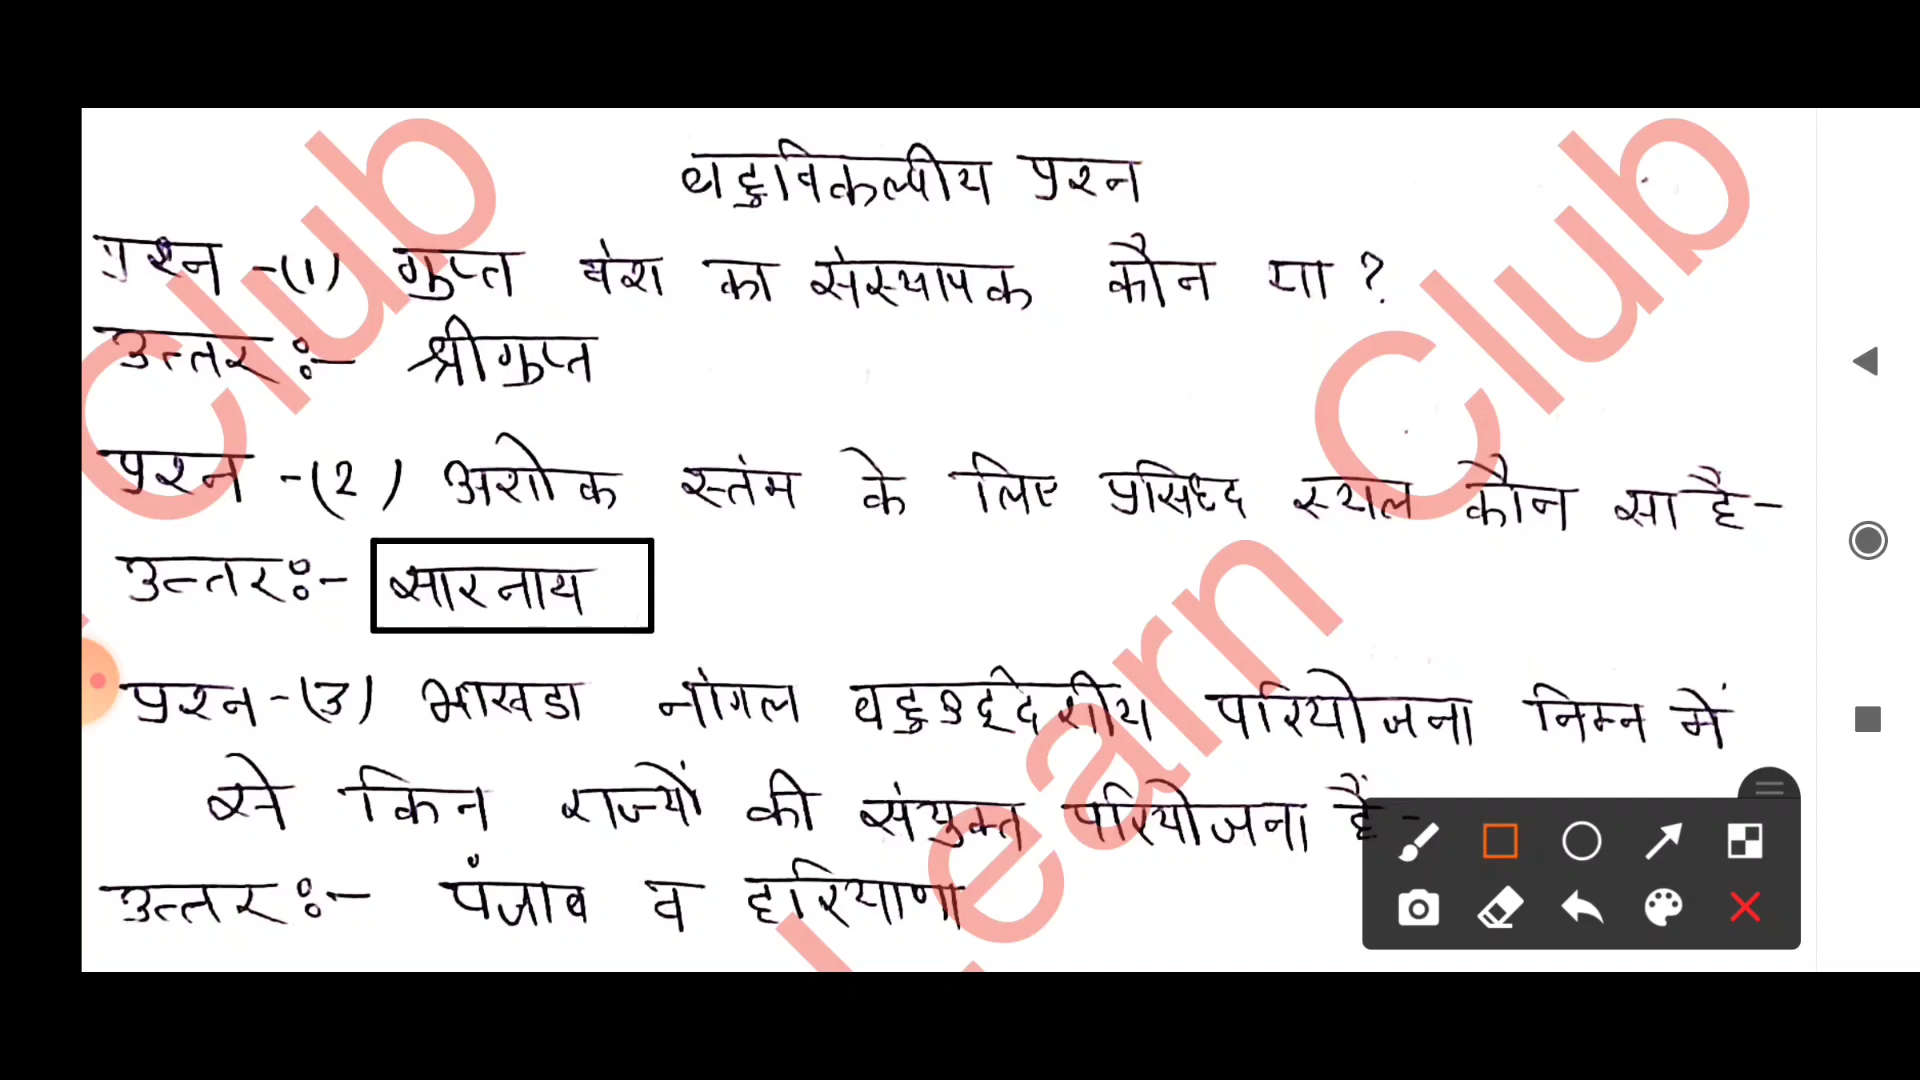 बहुविकल्पीय प्रश्न
प्रश्न -(1) गुप्त वंश का संस्थापक कौन था ?
उत्तर :- श्रीगुप्त
प्रश्न -(2) अशोक स्तंभ के लिए प्रसिध्द स्थल कौन सा है-
उत्तर :- सारनाथ
प्रश्न -(3) भाखडा नांगल बहुउद्देशीय परियोजना निम्न में
से किन राज्यों की संयुक्त परियोजना है -
उत्तर :- पंजाब व हरियाणा
Club
Club
Learn